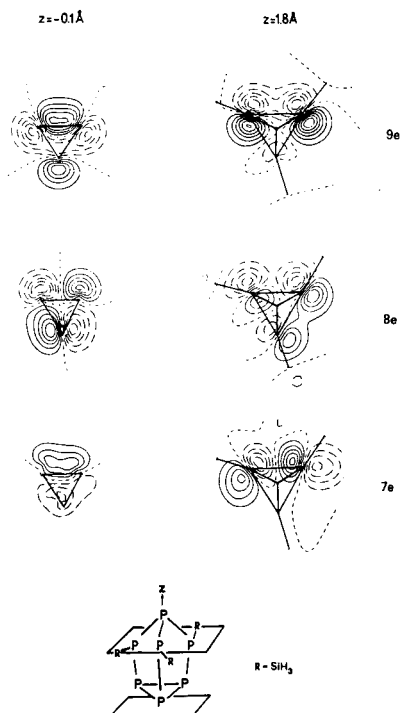 z=-0.1Å z=1.8Å
9e
8e
7e
z
P
R
P P P
R
R
P P
P
R = SiH₃